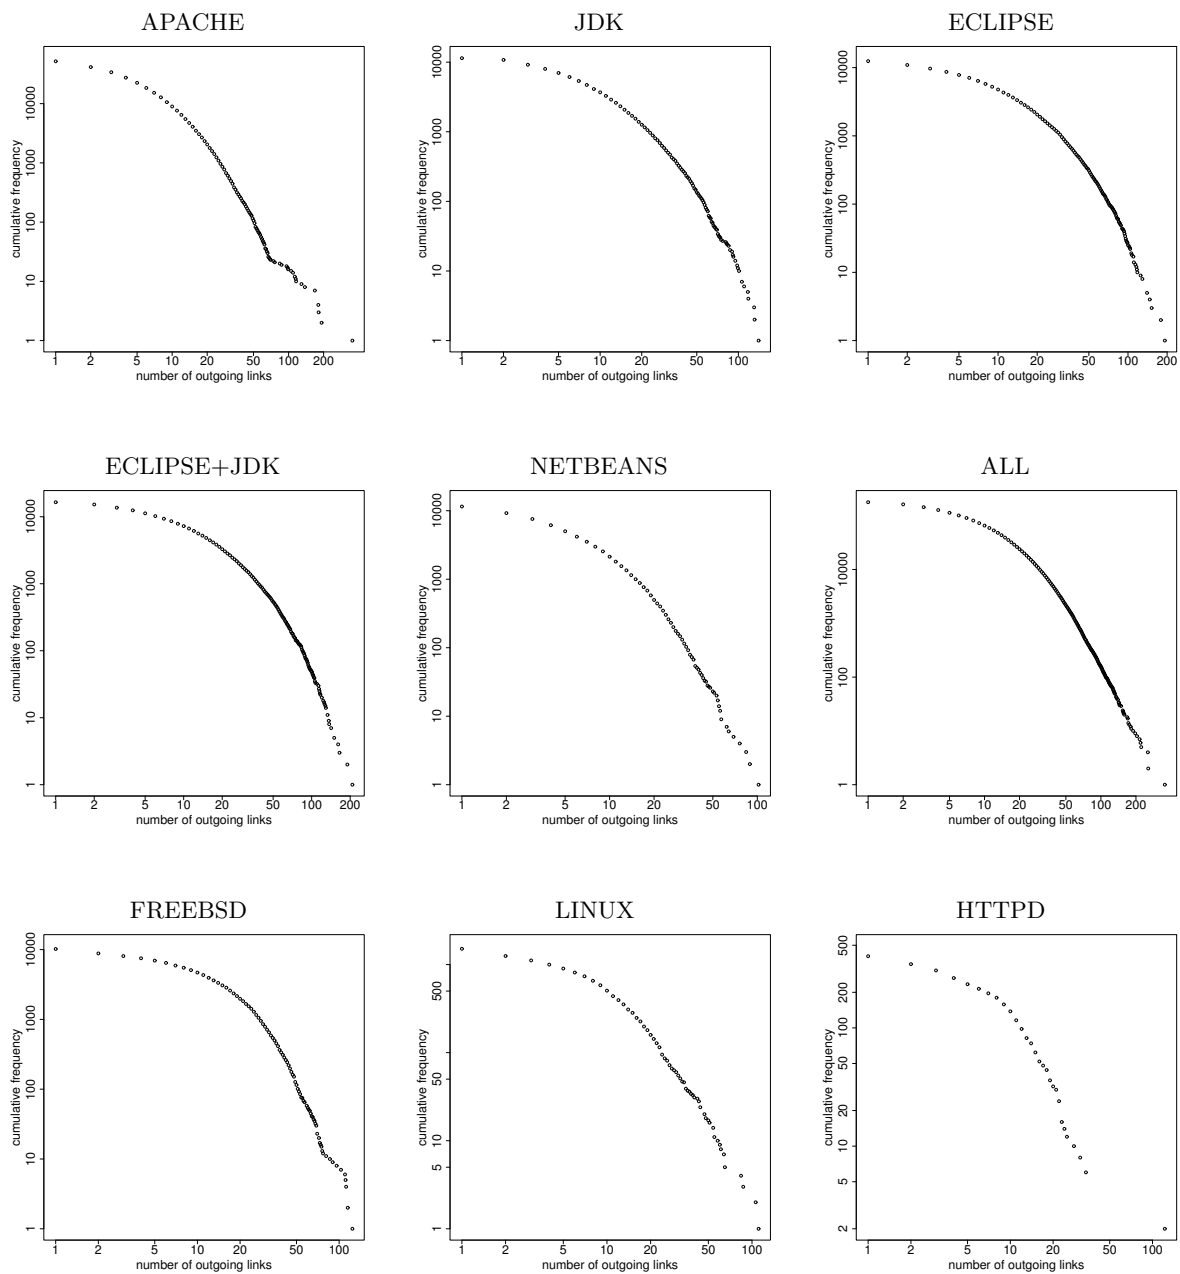 APACHE
cumulative frequency
1 10 100 1000 10000
1 2 5 10 20 50 100 200
number of outgoing links
JDK
cumulative frequency
1 10 100 1000 10000
1 2 5 10 20 50 100
number of outgoing links
ECLIPSE
cumulative frequency
1 10 100 1000 10000
1 2 5 10 20 50 100 200
number of outgoing links
ECLIPSE+JDK
cumulative frequency
1 10 100 1000 10000
1 2 5 10 20 50 100 200
number of outgoing links
NETBEANS
cumulative frequency
1 10 100 1000 10000
1 2 5 10 20 50 100
number of outgoing links
ALL
cumulative frequency
1 100 10000
1 2 5 10 20 50 100 200
number of outgoing links
FREEBSD
cumulative frequency
1 10 100 1000 10000
1 2 5 10 20 50 100
number of outgoing links
LINUX
cumulative frequency
1 5 10 50 500
1 2 5 10 20 50 100
number of outgoing links
HTTPD
cumulative frequency
2 5 10 20 50 100 200 500
1 2 5 10 20 50 100
number of outgoing links